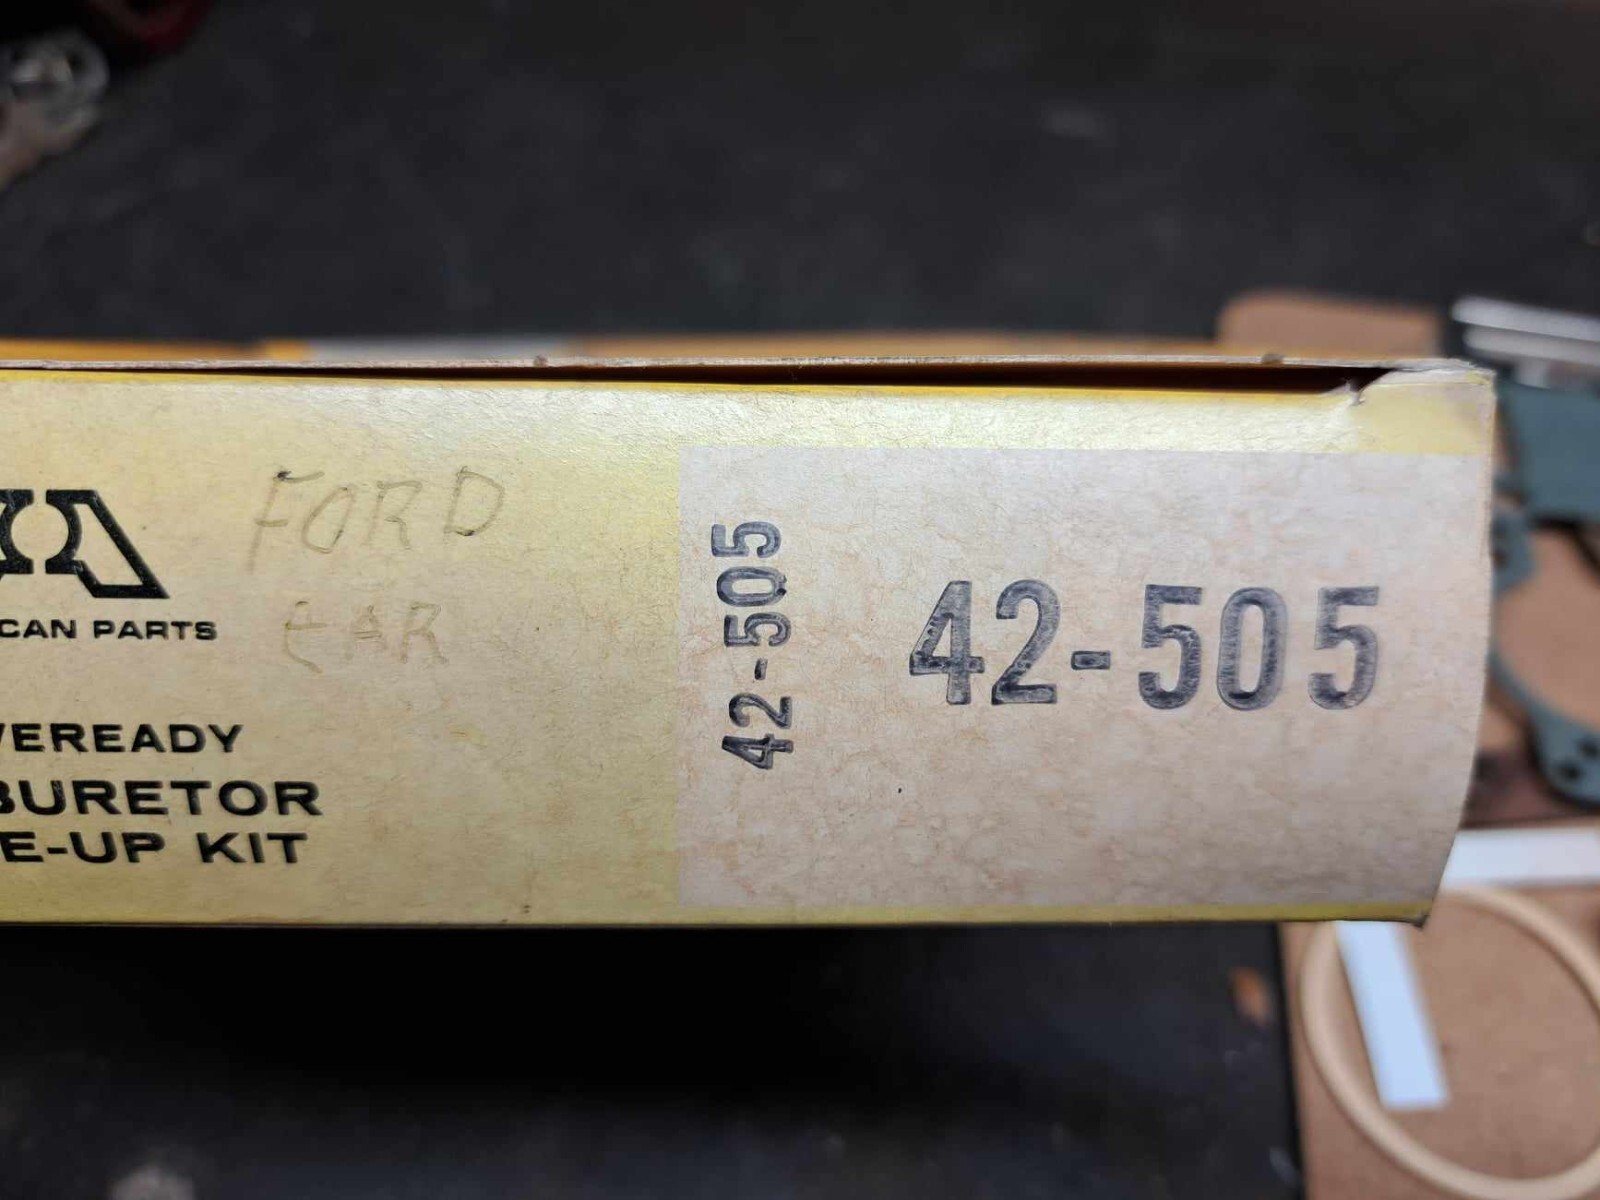 FORD
CAR
CAN PARTS
VEREADY
BURETOR
E-UP KIT
42-505
42-505